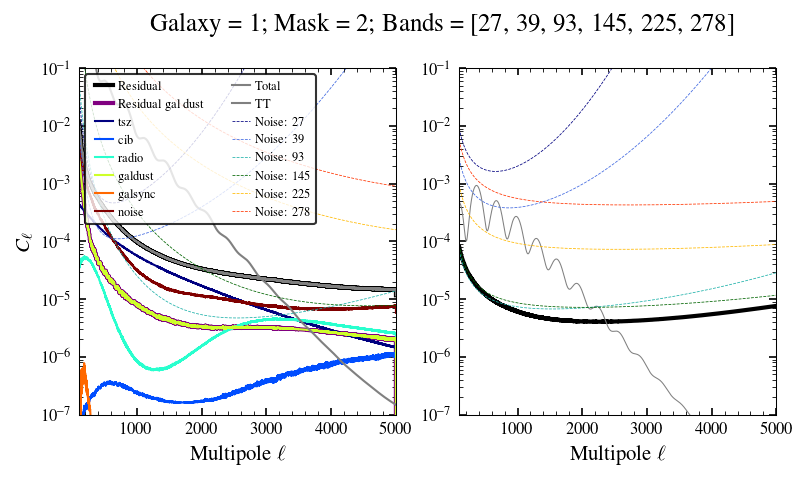 Galaxy = 1; Mask = 2; Bands = [27, 39, 93, 145, 225, 278]
Residual
Residual gal dust
tsz
cib
radio
galdust
galsync
noise
Total
TT
Noise: 27
Noise: 39
Noise: 93
Noise: 145
Noise: 225
Noise: 278
10⁻¹
10⁻²
10⁻³
10⁻⁴
10⁻⁵
10⁻⁶
10⁻⁷
C_ℓ
1000 2000 3000 4000 5000
Multipole ℓ
10⁻¹
10⁻²
10⁻³
10⁻⁴
10⁻⁵
10⁻⁶
10⁻⁷
1000 2000 3000 4000 5000
Multipole ℓ